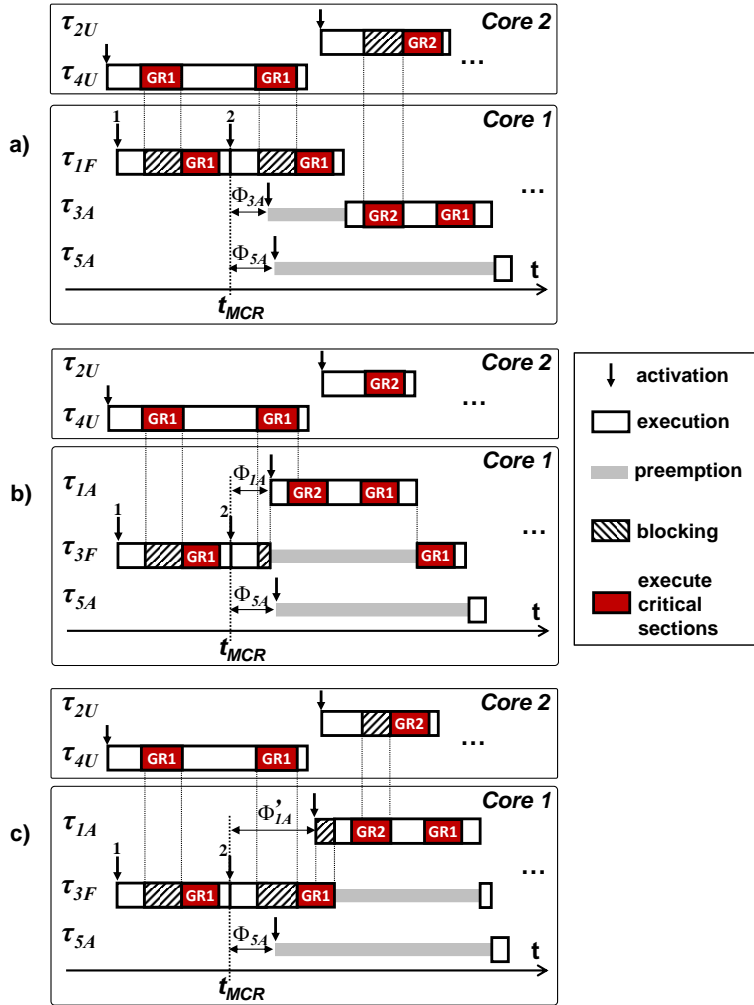 Core 2
τ2U
τ4U
GR2
...
GR1 GR1
a)
Core 1
1 2
τ1F
GR1 GR1
...
τ3A
Φ3A
GR2 GR1
τ5A
Φ5A
t
tMCR
Core 2
τ2U
GR2
...
τ4U
GR1 GR1
b)
Core 1
τ1A
Φ1A
GR2 GR1
1 2
...
τ3F
GR1 GR1
τ5A
Φ5A
t
tMCR
activation
execution
preemption
blocking
execute
critical
sections
Core 2
τ2U
GR2
...
τ4U
GR1 GR1
c)
Core 1
τ1A
Φ'1A
GR2 GR1
1 2
...
τ3F
GR1 GR1
τ5A
Φ5A
t
tMCR